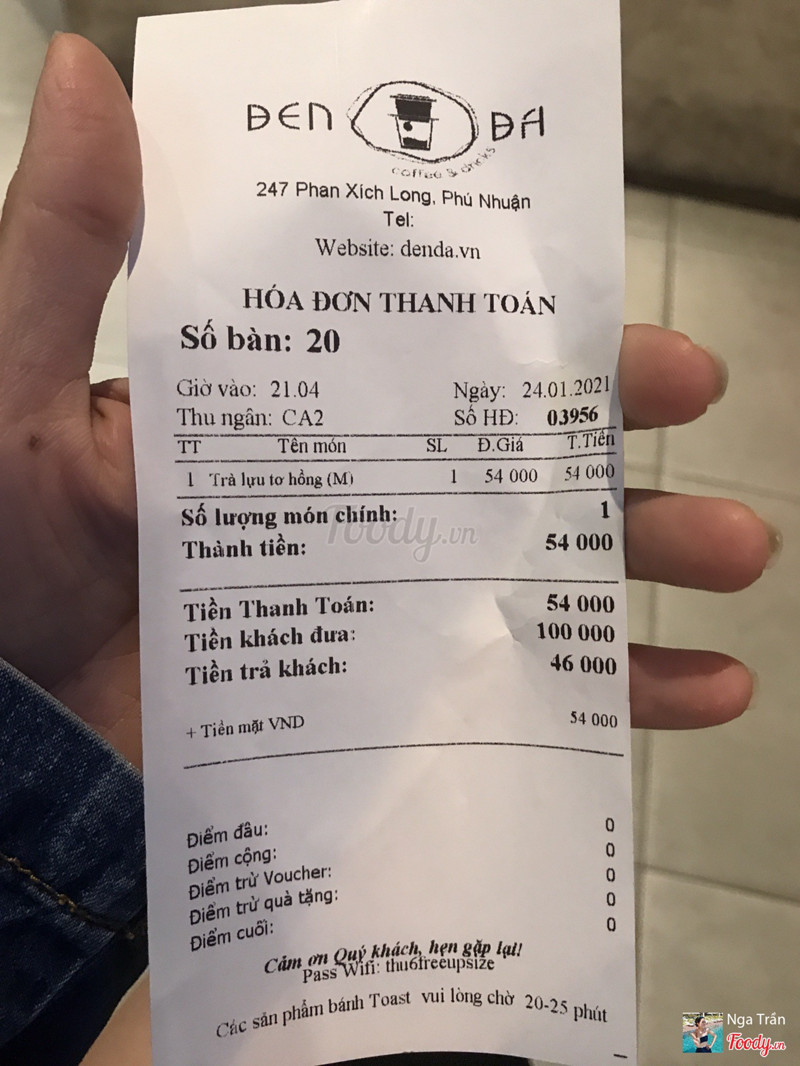 ĐEN ĐÁ
coffee & drinks
247 Phan Xích Long, Phú Nhuận
Tel:
Website: denda.vn
HÓA ĐƠN THANH TOÁN
Số bàn: 20
Giờ vào: 21.04 Ngày: 24.01.2021
Thu ngân: CA2 Số HĐ: 03956
TT Tên món SL Đ.Giá T.Tiền
1 Trà lựu tơ hồng (M) 1 54 000 54 000
Số lượng món chính: 1
Foody.vn
Thành tiền: 54 000
Tiền Thanh Toán: 54 000
Tiền khách đưa: 100 000
Tiền trả khách: 46 000
+ Tiền mặt VND 54 000
Điểm đầu: 0
Điểm cộng: 0
Điểm trừ Voucher: 0
Điểm trừ quà tặng: 0
Điểm cuối: 0
Cảm ơn Quý khách, hẹn gặp lại!
Pass Wifi: thu6freeupsize
Các sản phẩm bánh Toast vui lòng chờ 20-25 phút
Nga Trần
Foody.vn